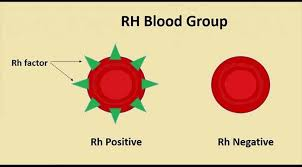 RH Blood Group
Rh factor
Rh Positive
Rh Negative